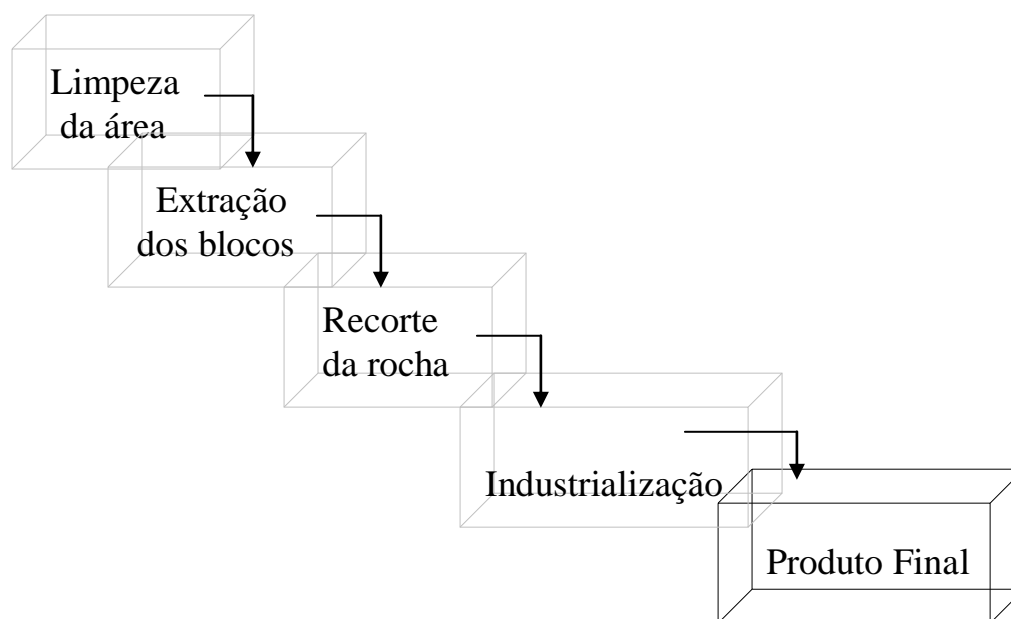 Limpeza
da área
Extração
dos blocos
Recorte
da rocha
Industrialização
Produto Final